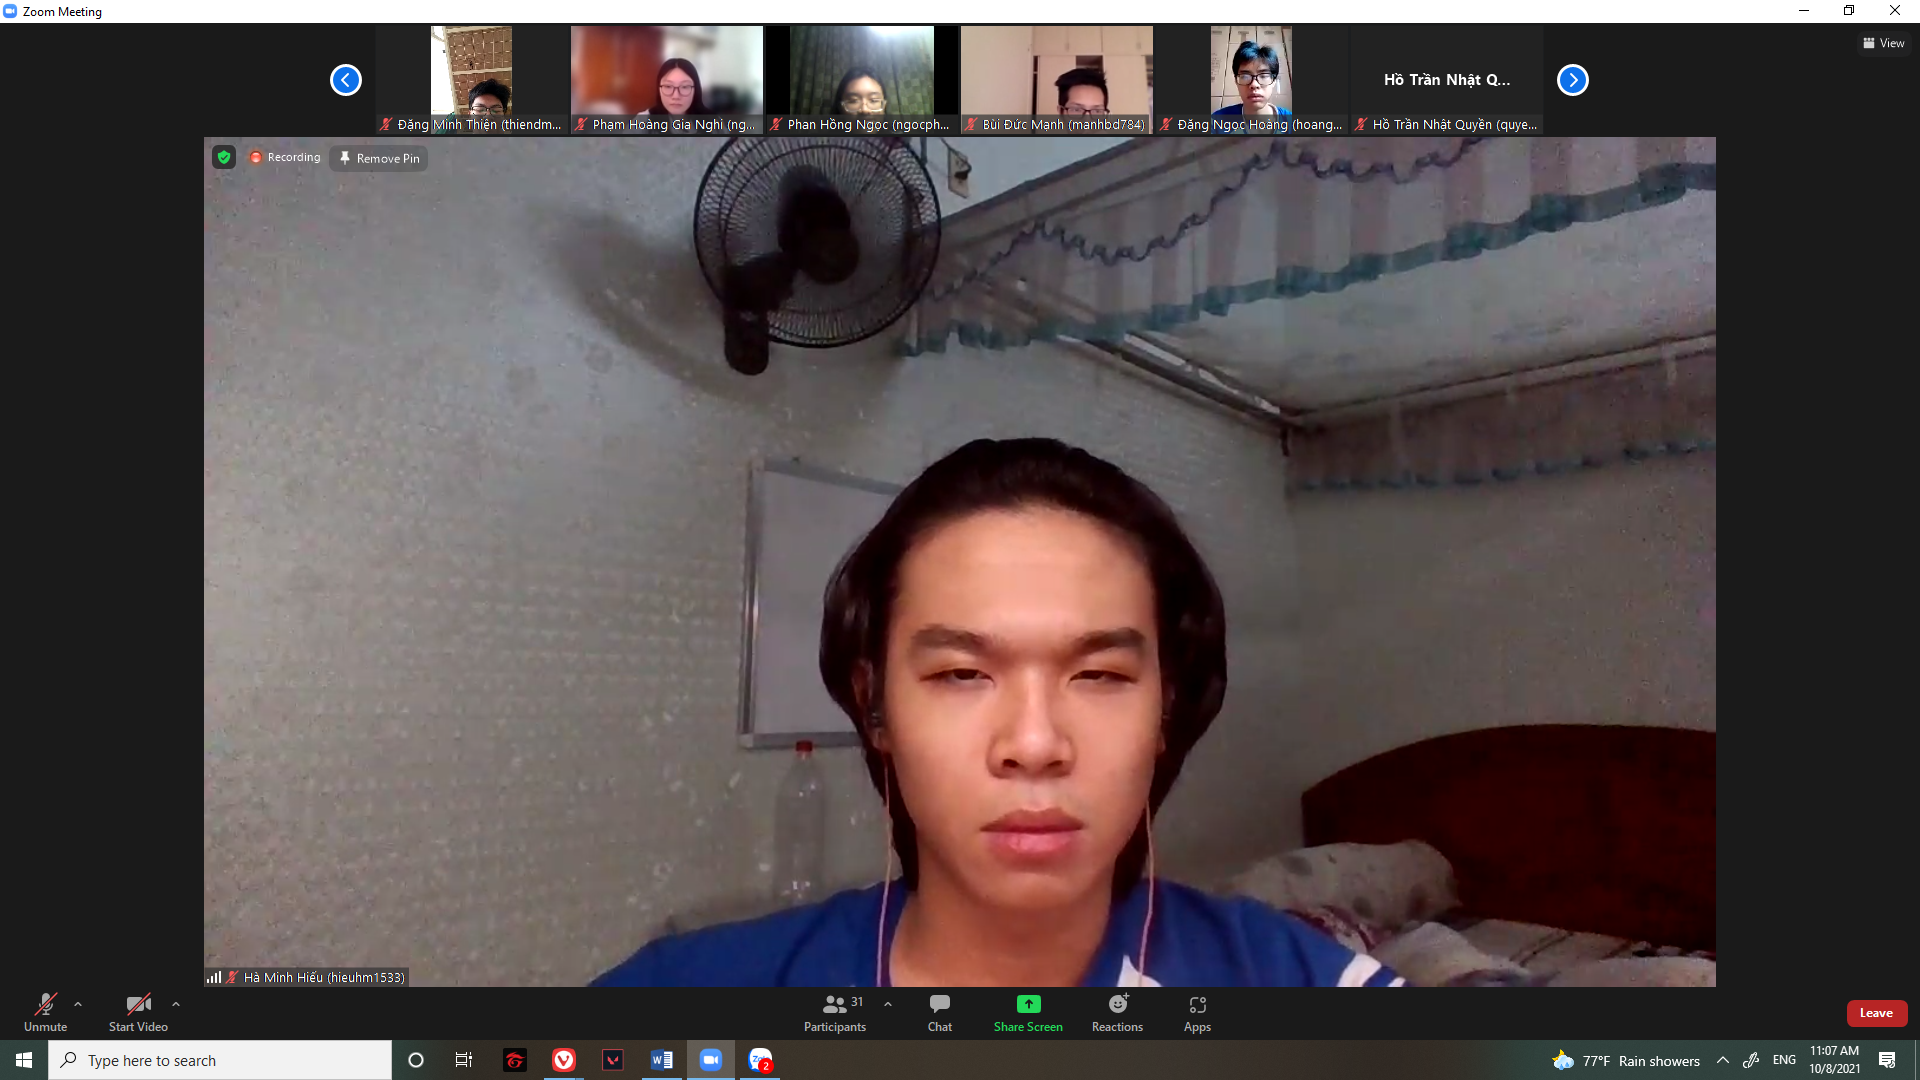 Zoom Meeting
View
Hồ Trần Nhật Q...
Đặng Minh Thiện (thiendm...
Phạm Hoàng Gia Nghi (ng...
Phan Hồng Ngọc (ngocph...
Bùi Đức Mạnh (manhbd784)
Đặng Ngọc Hoàng (hoang...
Hồ Trần Nhật Quyền (quye...
Recording
Remove Pin
Hà Minh Hiếu (hieuhm1533)
Unmute
Start Video
Participants
31
Chat
Share Screen
Reactions
Apps
Leave
Type here to search
Zalo
2
77°F Rain showers
ENG
11:07 AM
10/8/2021